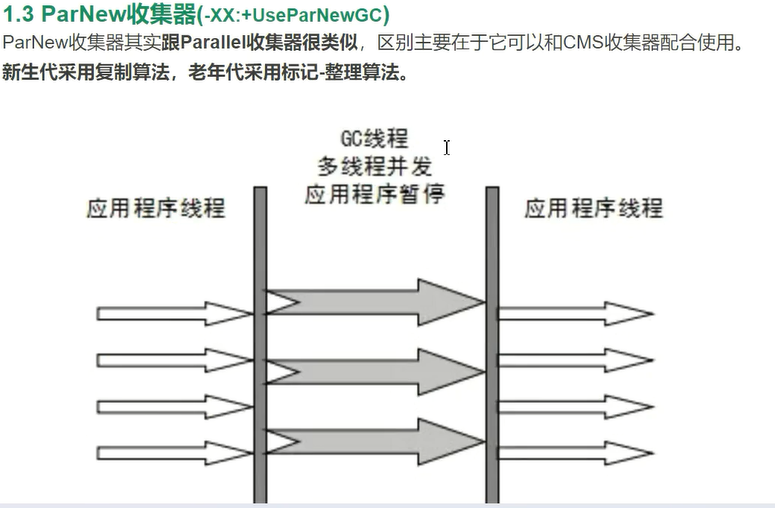 1.3 ParNew收集器(-XX:+UseParNewGC)
ParNew收集器其实跟Parallel收集器很类似，区别主要在于它可以和CMS收集器配合使用。
新生代采用复制算法，老年代采用标记-整理算法。
GC线程
多线程并发
应用程序暂停
应用程序线程
应用程序线程